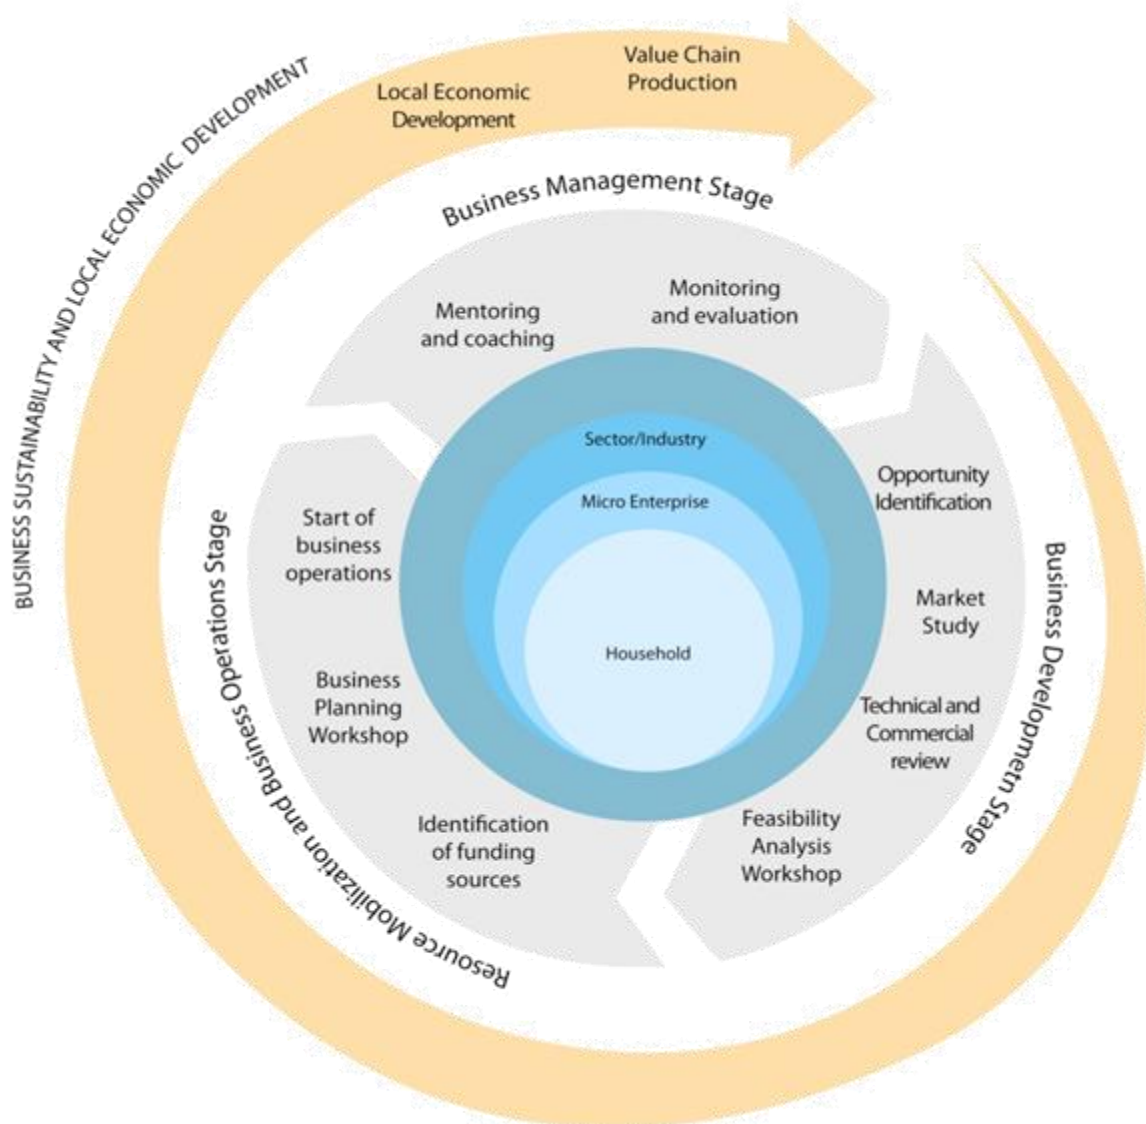 Value Chain
Production
Local Economic
Development
BUSINESS SUSTAINABILITY AND LOCAL ECONOMIC DEVELOPMENT
Business Management Stage
Monitoring
and evaluation
Mentoring
and coaching
Sector/Industry
Micro Enterprise
Household
Opportunity
Identification
Market
Study
Technical and
Commercial
review
Feasibility
Analysis
Workshop
Business Developmetn Stage
Identification
of funding
sources
Business
Planning
Workshop
Start of
business
operations
Resource Mobilization and Business Operations Stage